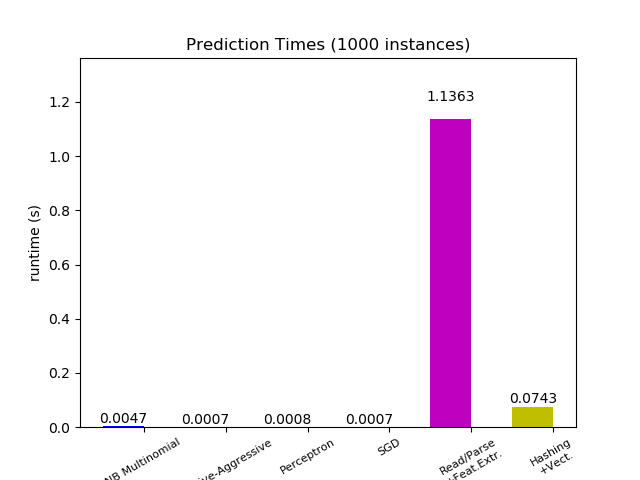 Prediction Times (1000 instances)
runtime (s)
1.2
1.0
0.8
0.6
0.4
0.2
0.0
0.0047
0.0007
0.0008
0.0007
1.1363
0.0743
NB Multinomial
ve-Aggressive
Perceptron
SGD
Read/Parse
+Feat.Extr.
Hashing
+Vect.